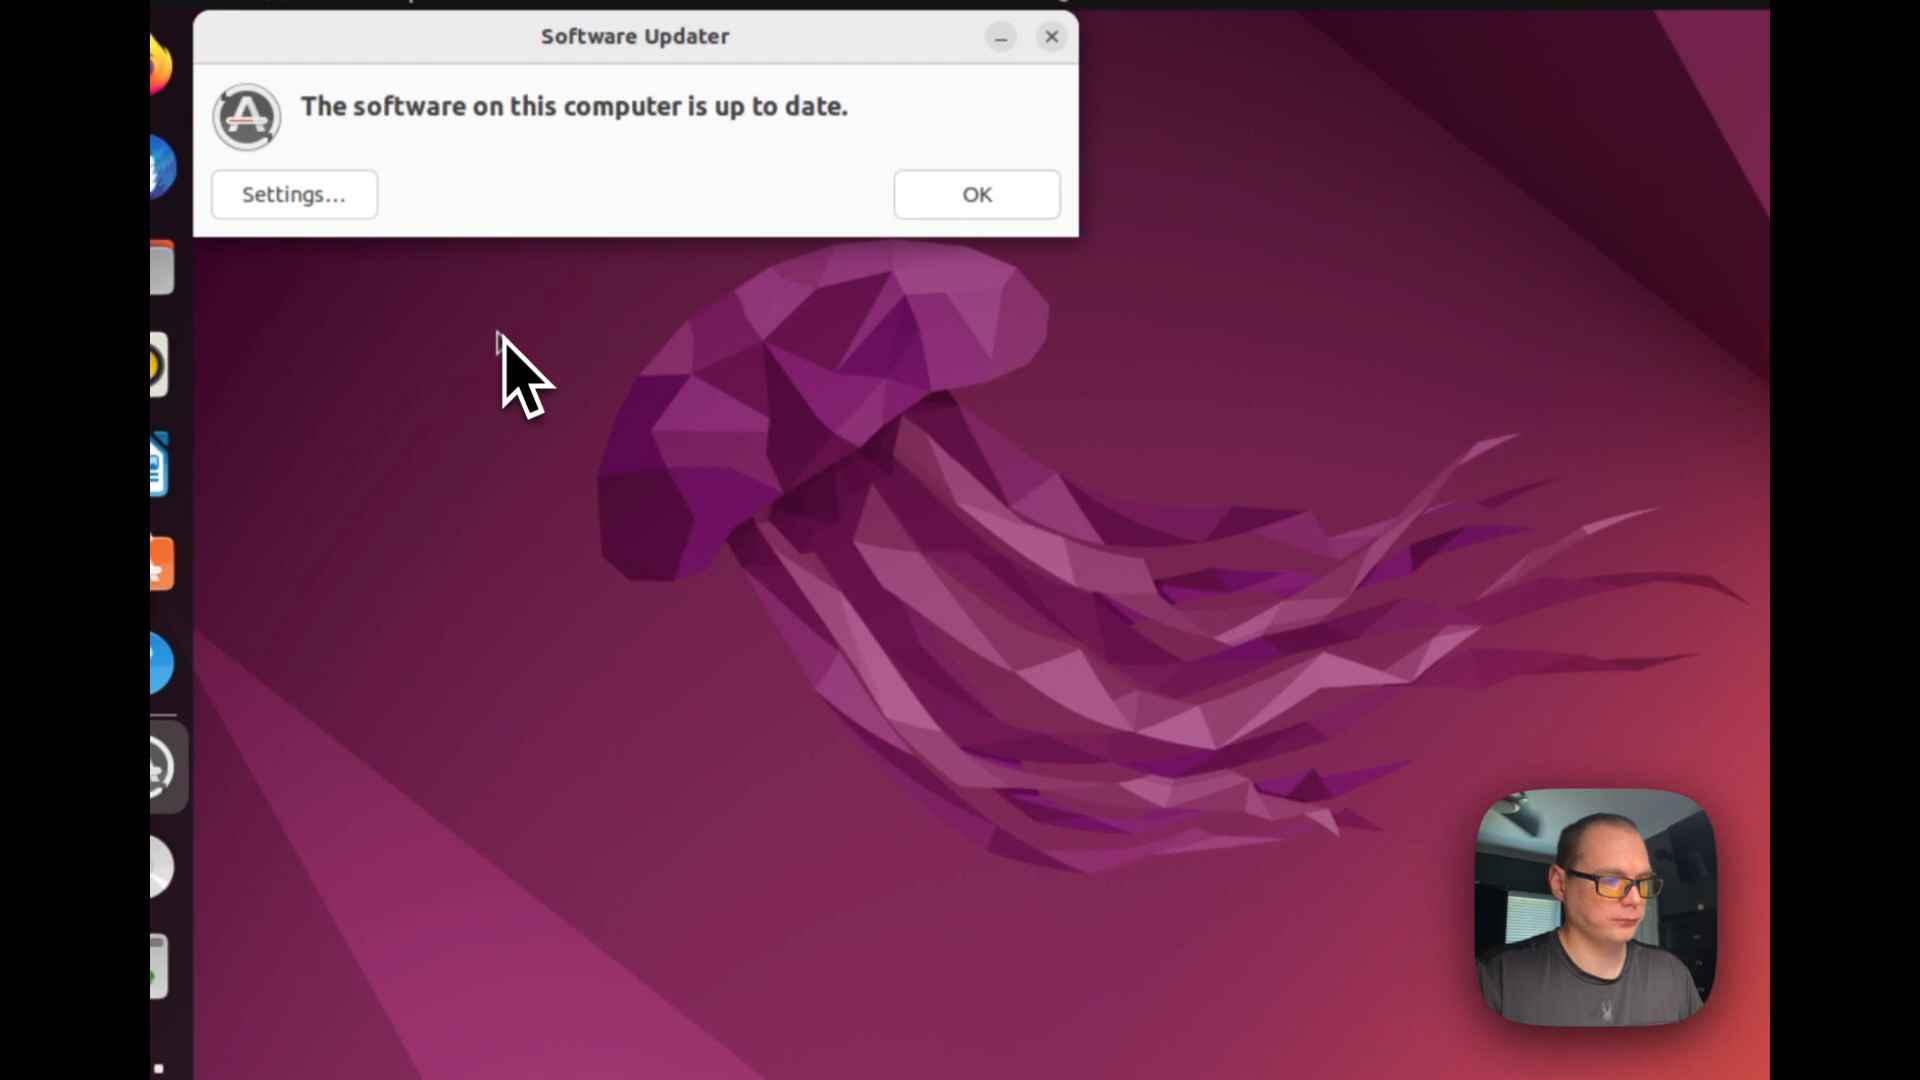 Software Updater
The software on this computer is up to date.
Settings...
OK